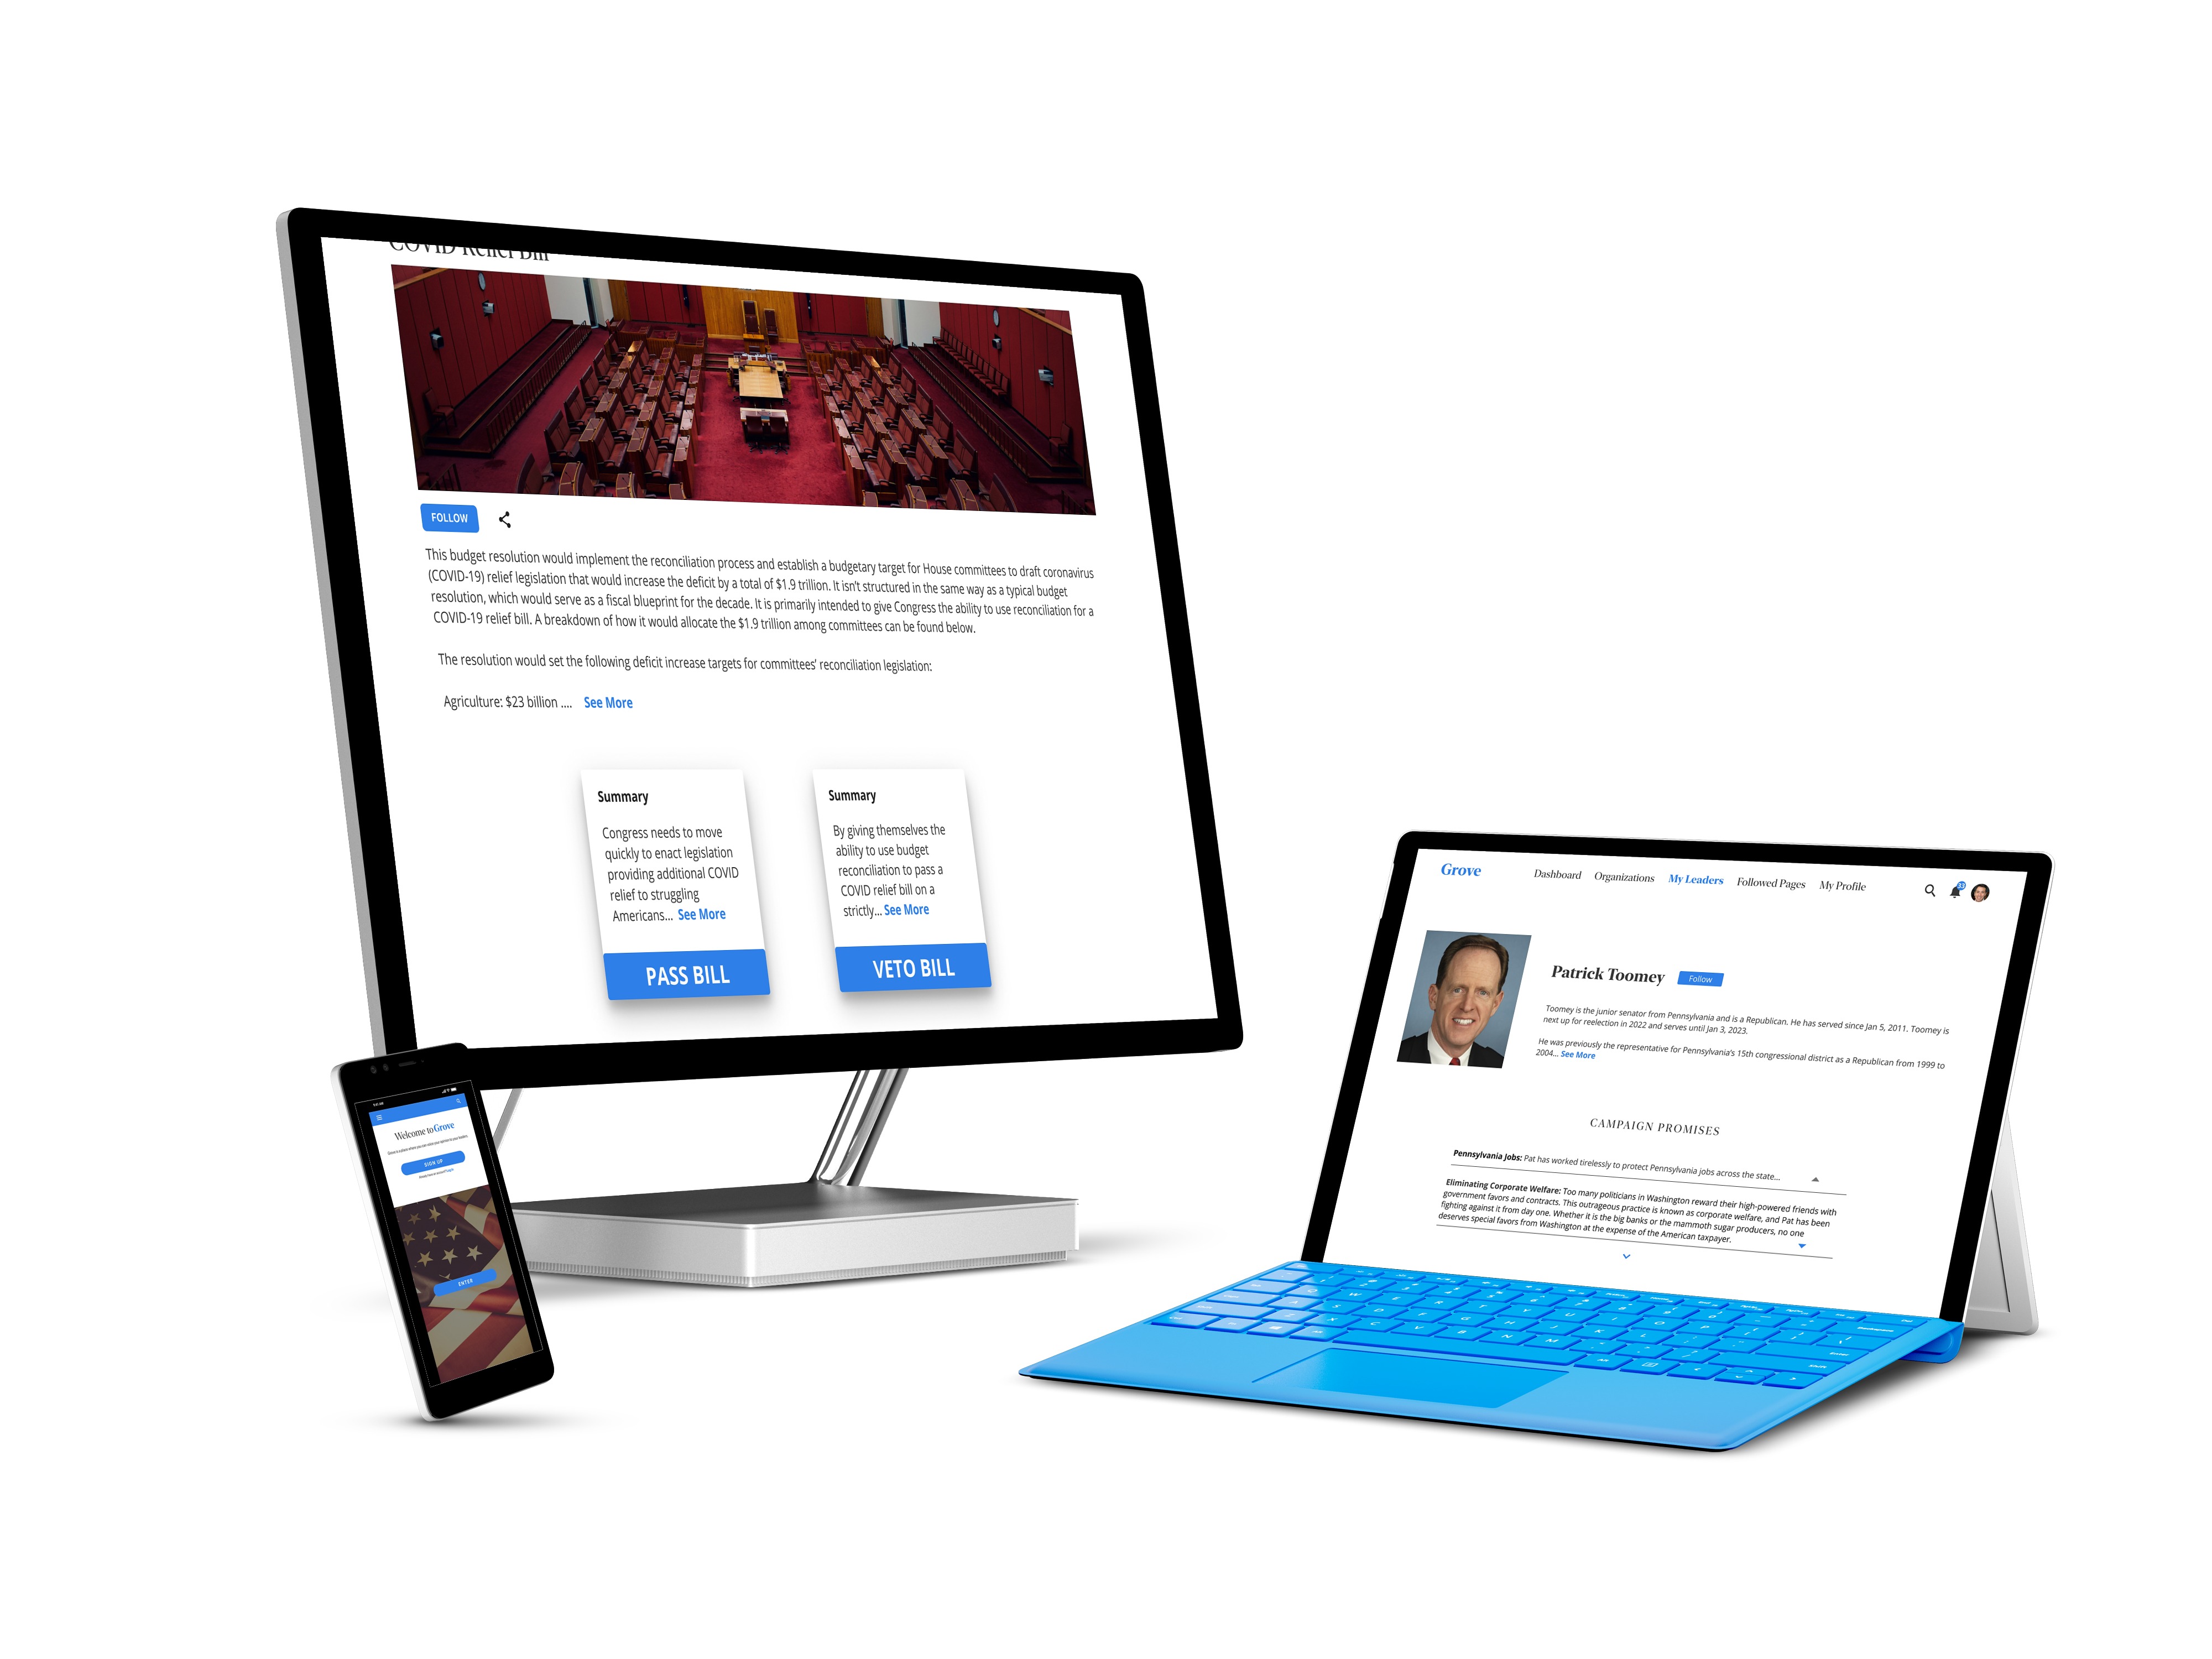 COVID Relief Bill
FOLLOW
This budget resolution would implement the reconciliation process and establish a budgetary target for House committees to draft coronavirus
(COVID-19) relief legislation that would increase the deficit by a total of $1.9 trillion. It isn't structured in the same way as a typical budget
resolution, which would serve as a fiscal blueprint for the decade. It is primarily intended to give Congress the ability to use reconciliation for a
COVID-19 relief bill. A breakdown of how it would allocate the $1.9 trillion among committees can be found below.
The resolution would set the following deficit increase targets for committees' reconciliation legislation:
Agriculture: $23 billion .... See More
Summary
Congress needs to move
quickly to enact legislation
providing additional COVID
relief to struggling
Americans... See More
PASS BILL
Summary
By giving themselves the
ability to use budget
reconciliation to pass a
COVID relief bill on a
strictly... See More
VETO BILL
Welcome to Grove
SIGN UP
ENTER
Grove
Dashboard Organizations My Leaders Followed Pages My Profile
Patrick Toomey Follow
Toomey is the junior senator from Pennsylvania and is a Republican. He has served since Jan 5, 2011. Toomey is
next up for reelection in 2022 and serves until Jan 3, 2023.
He was previously the representative for Pennsylvania's 15th congressional district as a Republican from 1999 to
2004... See More
CAMPAIGN PROMISES
Pennsylvania Jobs: Pat has worked tirelessly to protect Pennsylvania jobs across the state...
Eliminating Corporate Welfare: Too many politicians in Washington reward their high-powered friends with
government favors and contracts. This outrageous practice is known as corporate welfare, and Pat has been
fighting against it from day one. Whether it is the big banks or the mammoth sugar producers, no one
deserves special favors from Washington at the expense of the American taxpayer.